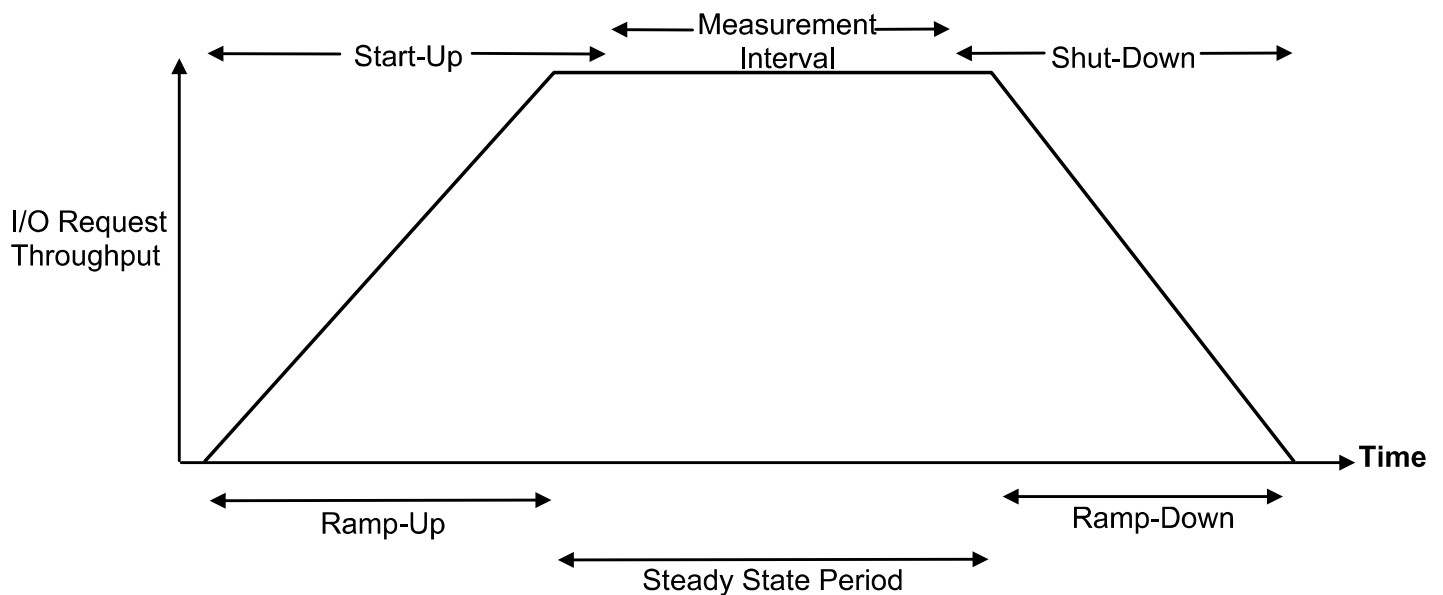 Measurement
Interval
Start-Up
Shut-Down
I/O Request
Throughput
Time
Ramp-Up
Ramp-Down
Steady State Period